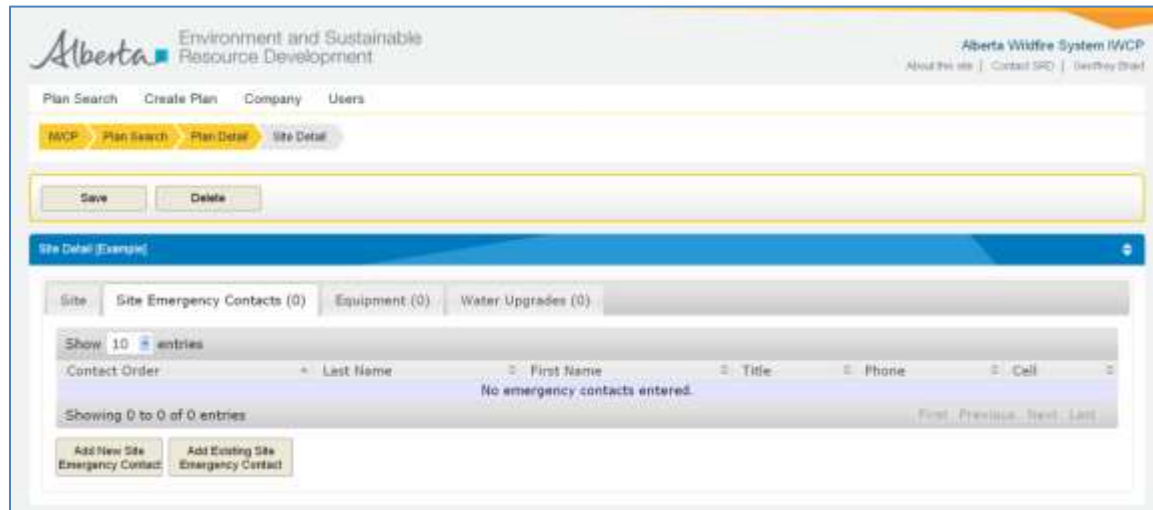 Alberta Environment and Sustainable
Resource Development
Alberta Wildfire System IWCP
About this site | Contact SRD | Geoffrey
Plan Search Create Plan Company Users
IWCP Plan Search Plan Detail Site Detail
Save Delete
Site Detail [Example]
Site Site Emergency Contacts (0) Equipment (0) Water Upgrades (0)
Show 10 entries
Contact Order Last Name First Name Title Phone Cell
No emergency contacts entered.
Showing 0 to 0 of 0 entries First Previous Next Last
Add New Site
Emergency Contact
Add Existing Site
Emergency Contact